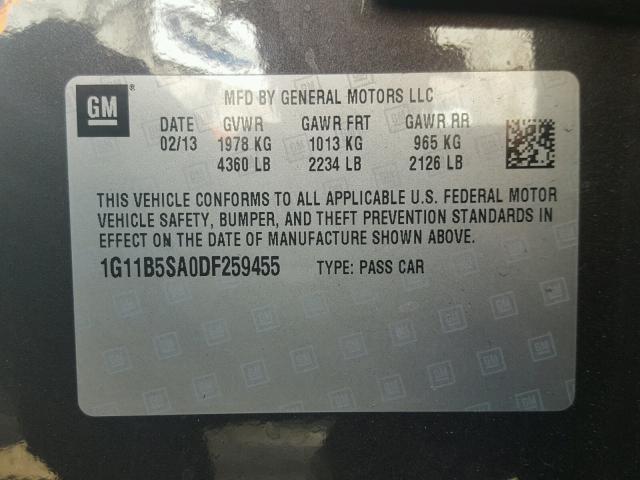 GM ® MFD BY GENERAL MOTORS LLC
DATE GVWR GAWR FRT GAWR RR
02/13 1978 KG 1013 KG 965 KG
4360 LB 2234 LB 2126 LB
THIS VEHICLE CONFORMS TO ALL APPLICABLE U.S. FEDERAL MOTOR
VEHICLE SAFETY, BUMPER, AND THEFT PREVENTION STANDARDS IN
EFFECT ON THE DATE OF MANUFACTURE SHOWN ABOVE.
1G11B5SA0DF259455 TYPE: PASS CAR